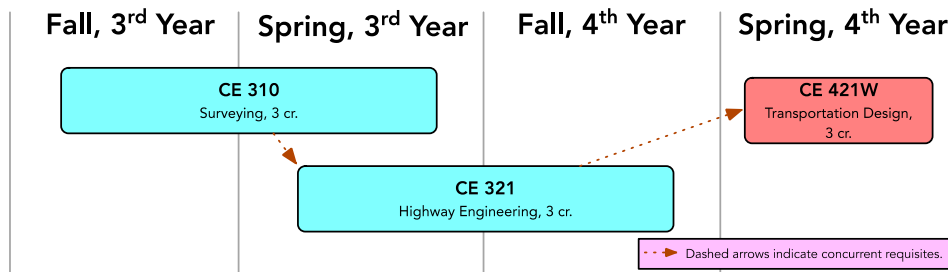 Fall, 3rd Year
Spring, 3rd Year
Fall, 4th Year
Spring, 4th Year
CE 310
Surveying, 3 cr.
CE 421W
Transportation Design,
3 cr.
CE 321
Highway Engineering, 3 cr.
Dashed arrows indicate concurrent requisites.